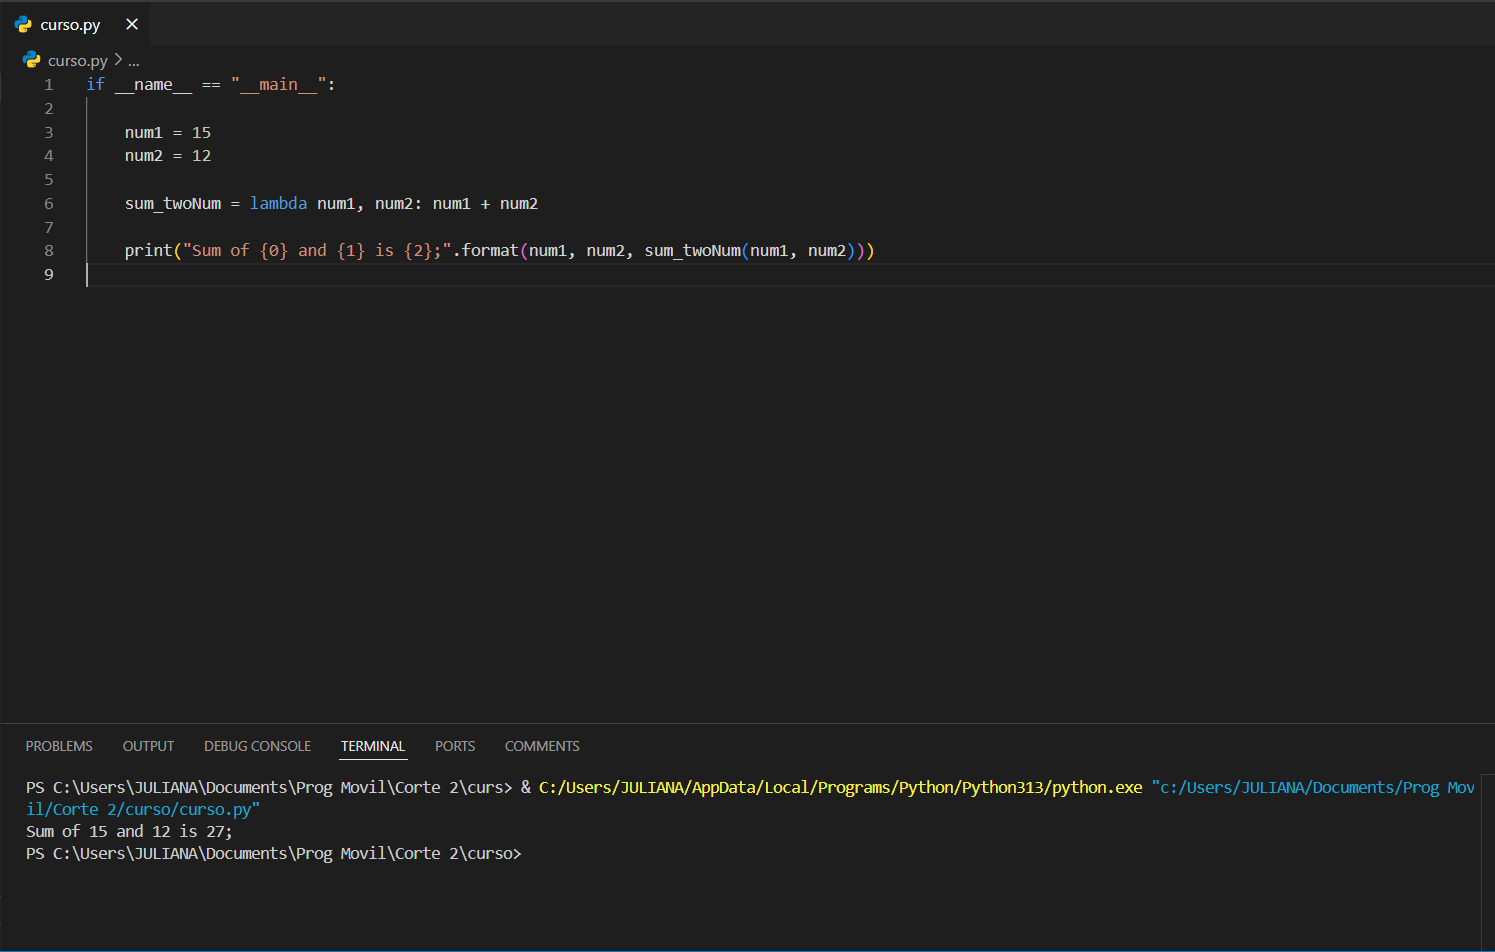 curso.py
curso.py > ...
1 if __name__ == "__main__":
2
3     num1 = 15
4     num2 = 12
5
6     sum_twoNum = lambda num1, num2: num1 + num2
7
8     print("Sum of {0} and {1} is {2};".format(num1, num2, sum_twoNum(num1, num2)))
9
PROBLEMS OUTPUT DEBUG CONSOLE TERMINAL PORTS COMMENTS
PS C:\Users\JULIANA\Documents\Prog Movil\Corte 2\curs> & C:/Users/JULIANA/AppData/Local/Programs/Python/Python313/python.exe "c:/Users/JULIANA/Documents/Prog Mov
il/Corte 2/curso/curso.py"
Sum of 15 and 12 is 27;
PS C:\Users\JULIANA\Documents\Prog Movil\Corte 2\curso>